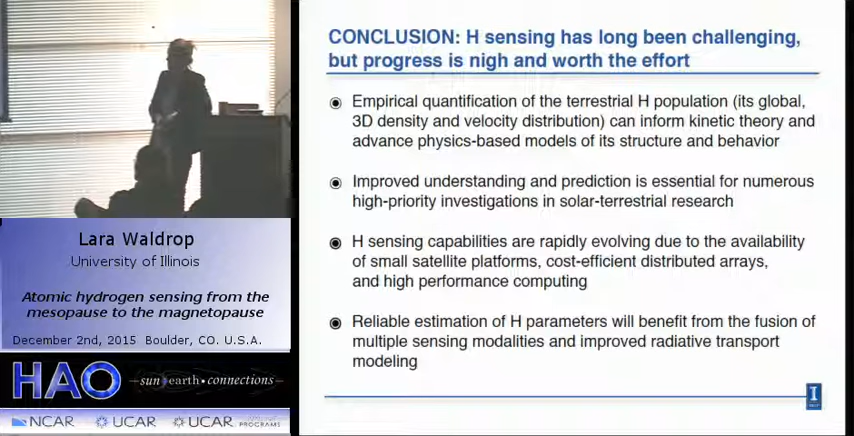 CONCLUSION: H sensing has long been challenging,
but progress is nigh and worth the effort
Empirical quantification of the terrestrial H population (its global,
3D density and velocity distribution) can inform kinetic theory and
advance physics-based models of its structure and behavior
Improved understanding and prediction is essential for numerous
high-priority investigations in solar-terrestrial research
H sensing capabilities are rapidly evolving due to the availability
of small satellite platforms, cost-efficient distributed arrays,
and high performance computing
Reliable estimation of H parameters will benefit from the fusion of
multiple sensing modalities and improved radiative transport
modeling
Lara Waldrop
University of Illinois
Atomic hydrogen sensing from the
mesopause to the magnetopause
December 2nd, 2015 Boulder, CO. U.S.A.
HAO
sun earth•connections
NCAR UCAR UCAR
PROGRAMS
I